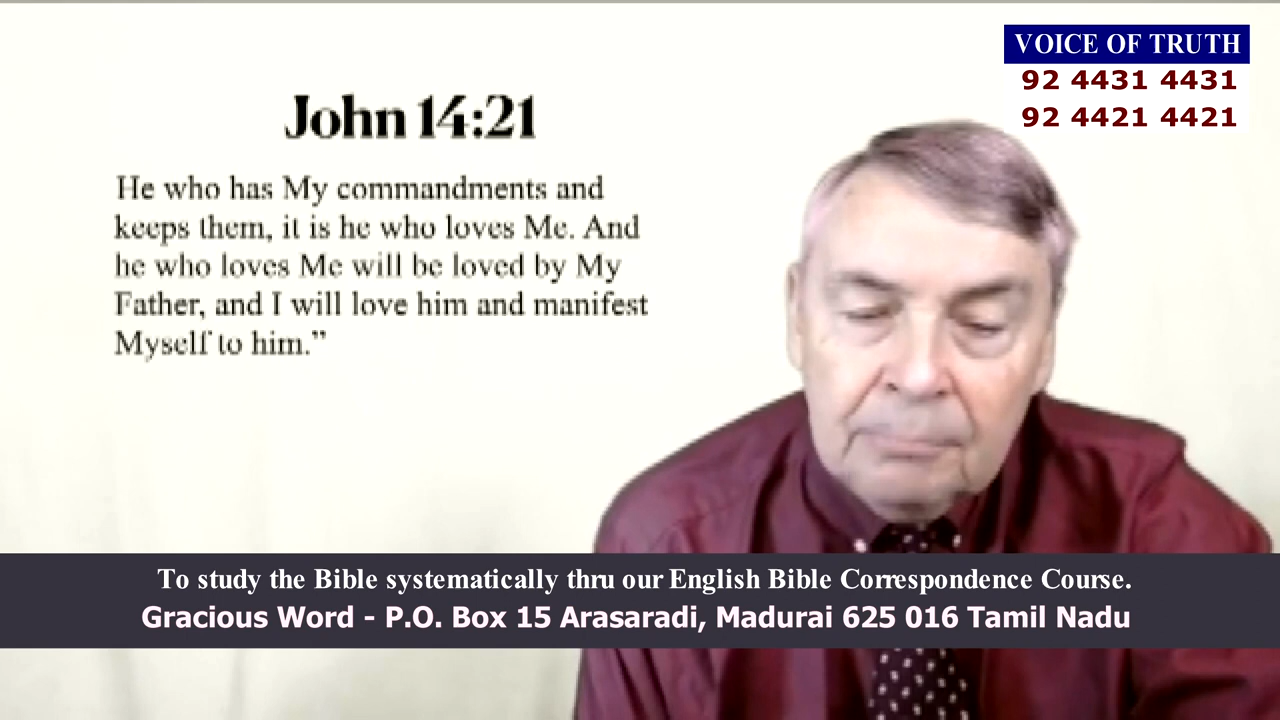 VOICE OF TRUTH
92 4431 4431
92 4421 4421
John 14:21
He who has My commandments and
keeps them, it is he who loves Me. And
he who loves Me will be loved by My
Father, and I will love him and manifest
Myself to him.”
To study the Bible systematically thru our English Bible Correspondence Course.
Gracious Word - P.O. Box 15 Arasaradi, Madurai 625 016 Tamil Nadu